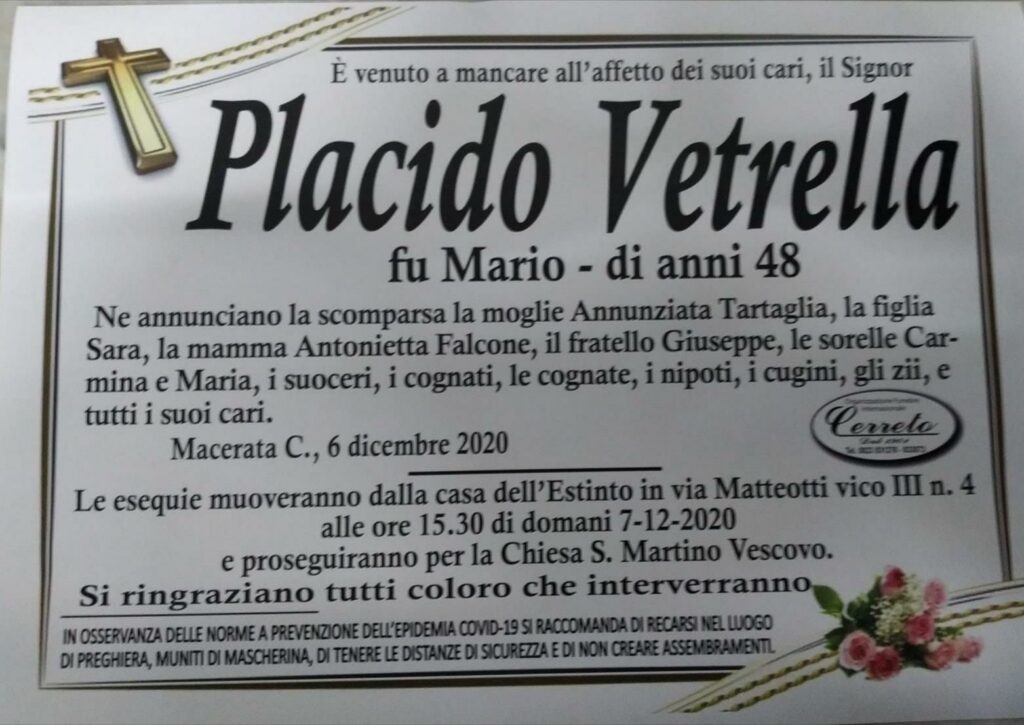 È venuto a mancare all'affetto dei suoi cari, il Signor
Placido Vetrella
fu Mario - di anni 48
Ne annunciano la scomparsa la moglie Annunziata Tartaglia, la figlia
Sara, la mamma Antonietta Falcone, il fratello Giuseppe, le sorelle Car-
mina e Maria, i suoceri, i cognati, le cognate, i nipoti, i cugini, gli zii, e
tutti i suoi cari.
Organizzazione Funebre
Internazionale
Cerreto
Macerata C., 6 dicembre 2020
Le esequie muoveranno dalla casa dell'Estinto in via Matteotti vico III n. 4
alle ore 15.30 di domani 7-12-2020
e proseguiranno per la Chiesa S. Martino Vescovo.
Si ringraziano tutti coloro che interverranno
IN OSSERVANZA DELLE NORME A PREVENZIONE DELL'EPIDEMIA COVID-19 SI RACCOMANDA DI RECARSI NEL LUOGO
DI PREGHIERA, MUNITI DI MASCHERINA, DI TENERE LE DISTANZE DI SICUREZZA E DI NON CREARE ASSEMBRAMENTI.